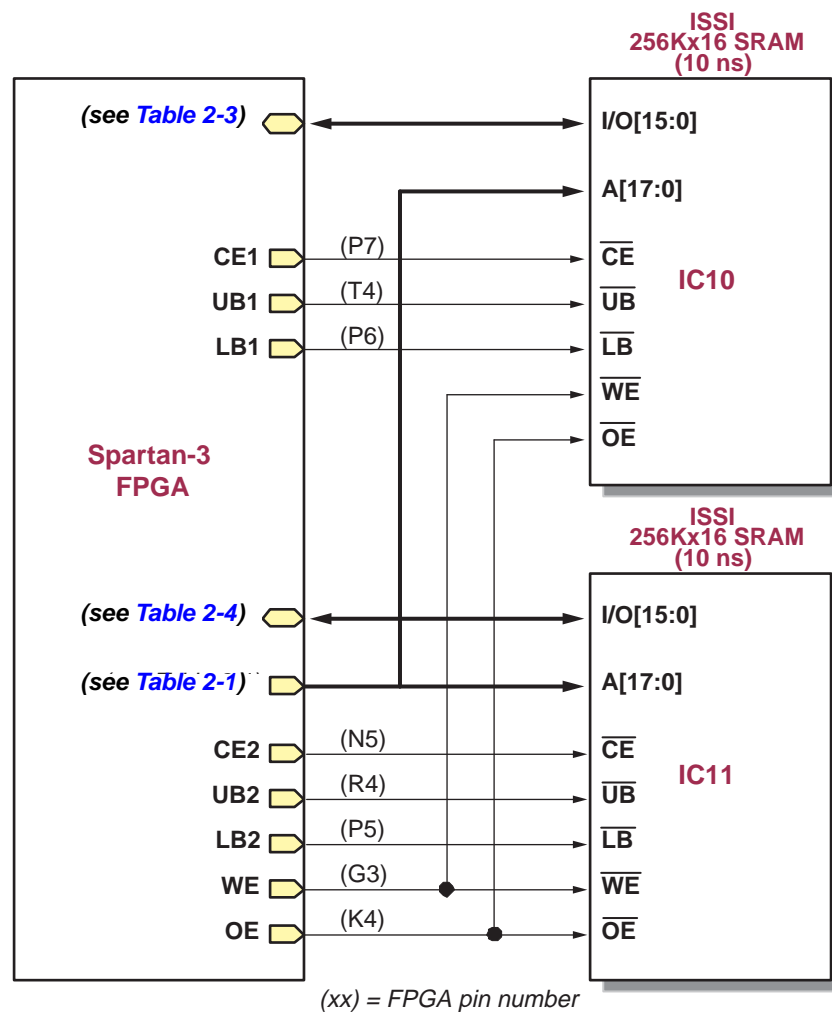 ISSI
256Kx16 SRAM
(10 ns)
(see Table 2-3)
I/O[15:0]
A[17:0]
CE1
(P7)
CE
IC10
UB1
(T4)
UB
LB1
(P6)
LB
WE
OE
Spartan-3
FPGA
ISSI
256Kx16 SRAM
(10 ns)
(see Table 2-4)
I/O[15:0]
(see Table 2-1)
A[17:0]
CE2
(N5)
CE
IC11
UB2
(R4)
UB
LB2
(P5)
LB
WE
(G3)
WE
OE
(K4)
OE
(xx) = FPGA pin number